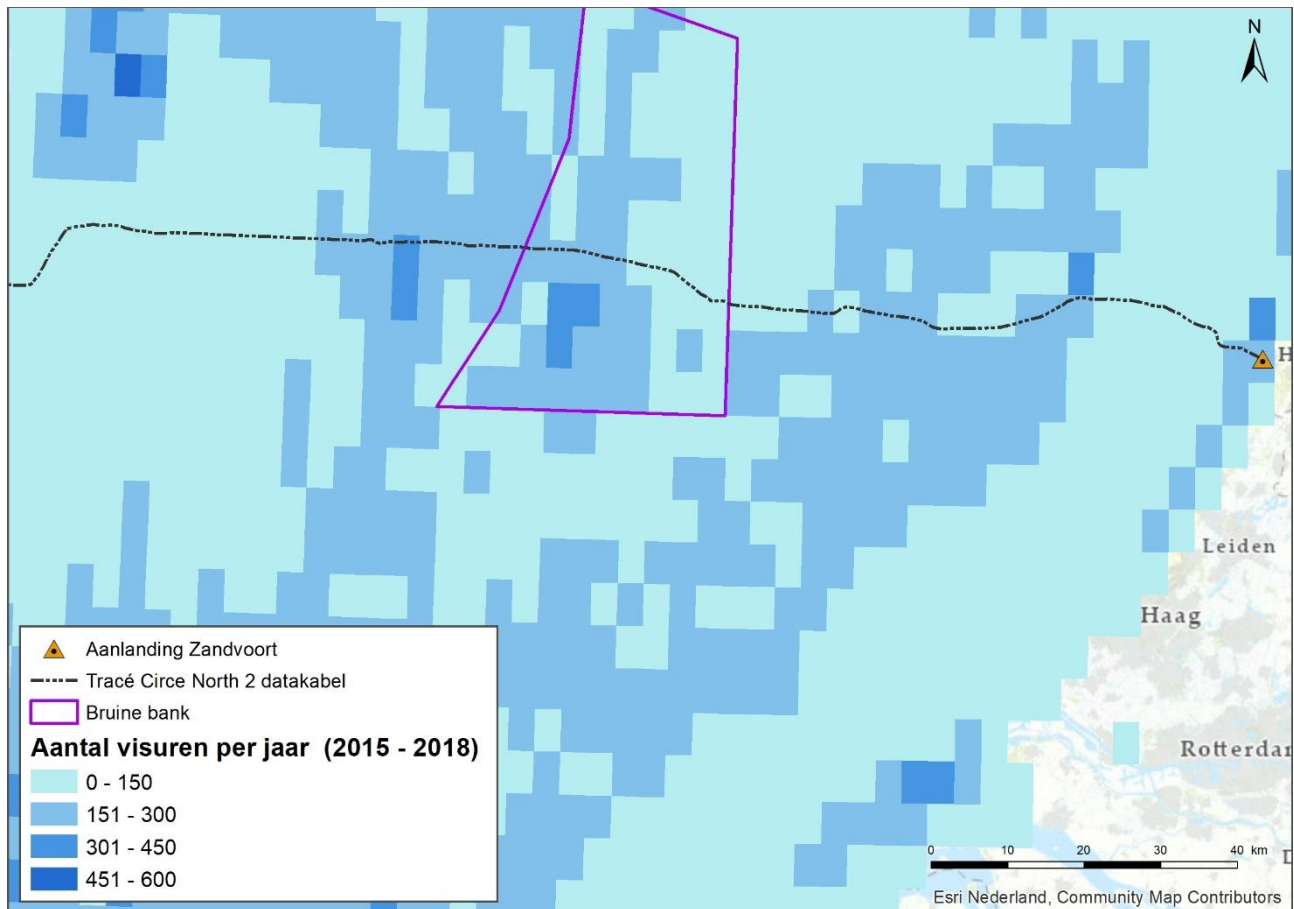 N
H
Leiden
Haag
Rotterdar
D
Aanlanding Zandvoort
Tracé Circe North 2 datakabel
Bruine bank
Aantal visuren per jaar (2015 - 2018)
0 - 150
151 - 300
301 - 450
451 - 600
0 10 20 30 40 km
Esri Nederland, Community Map Contributors